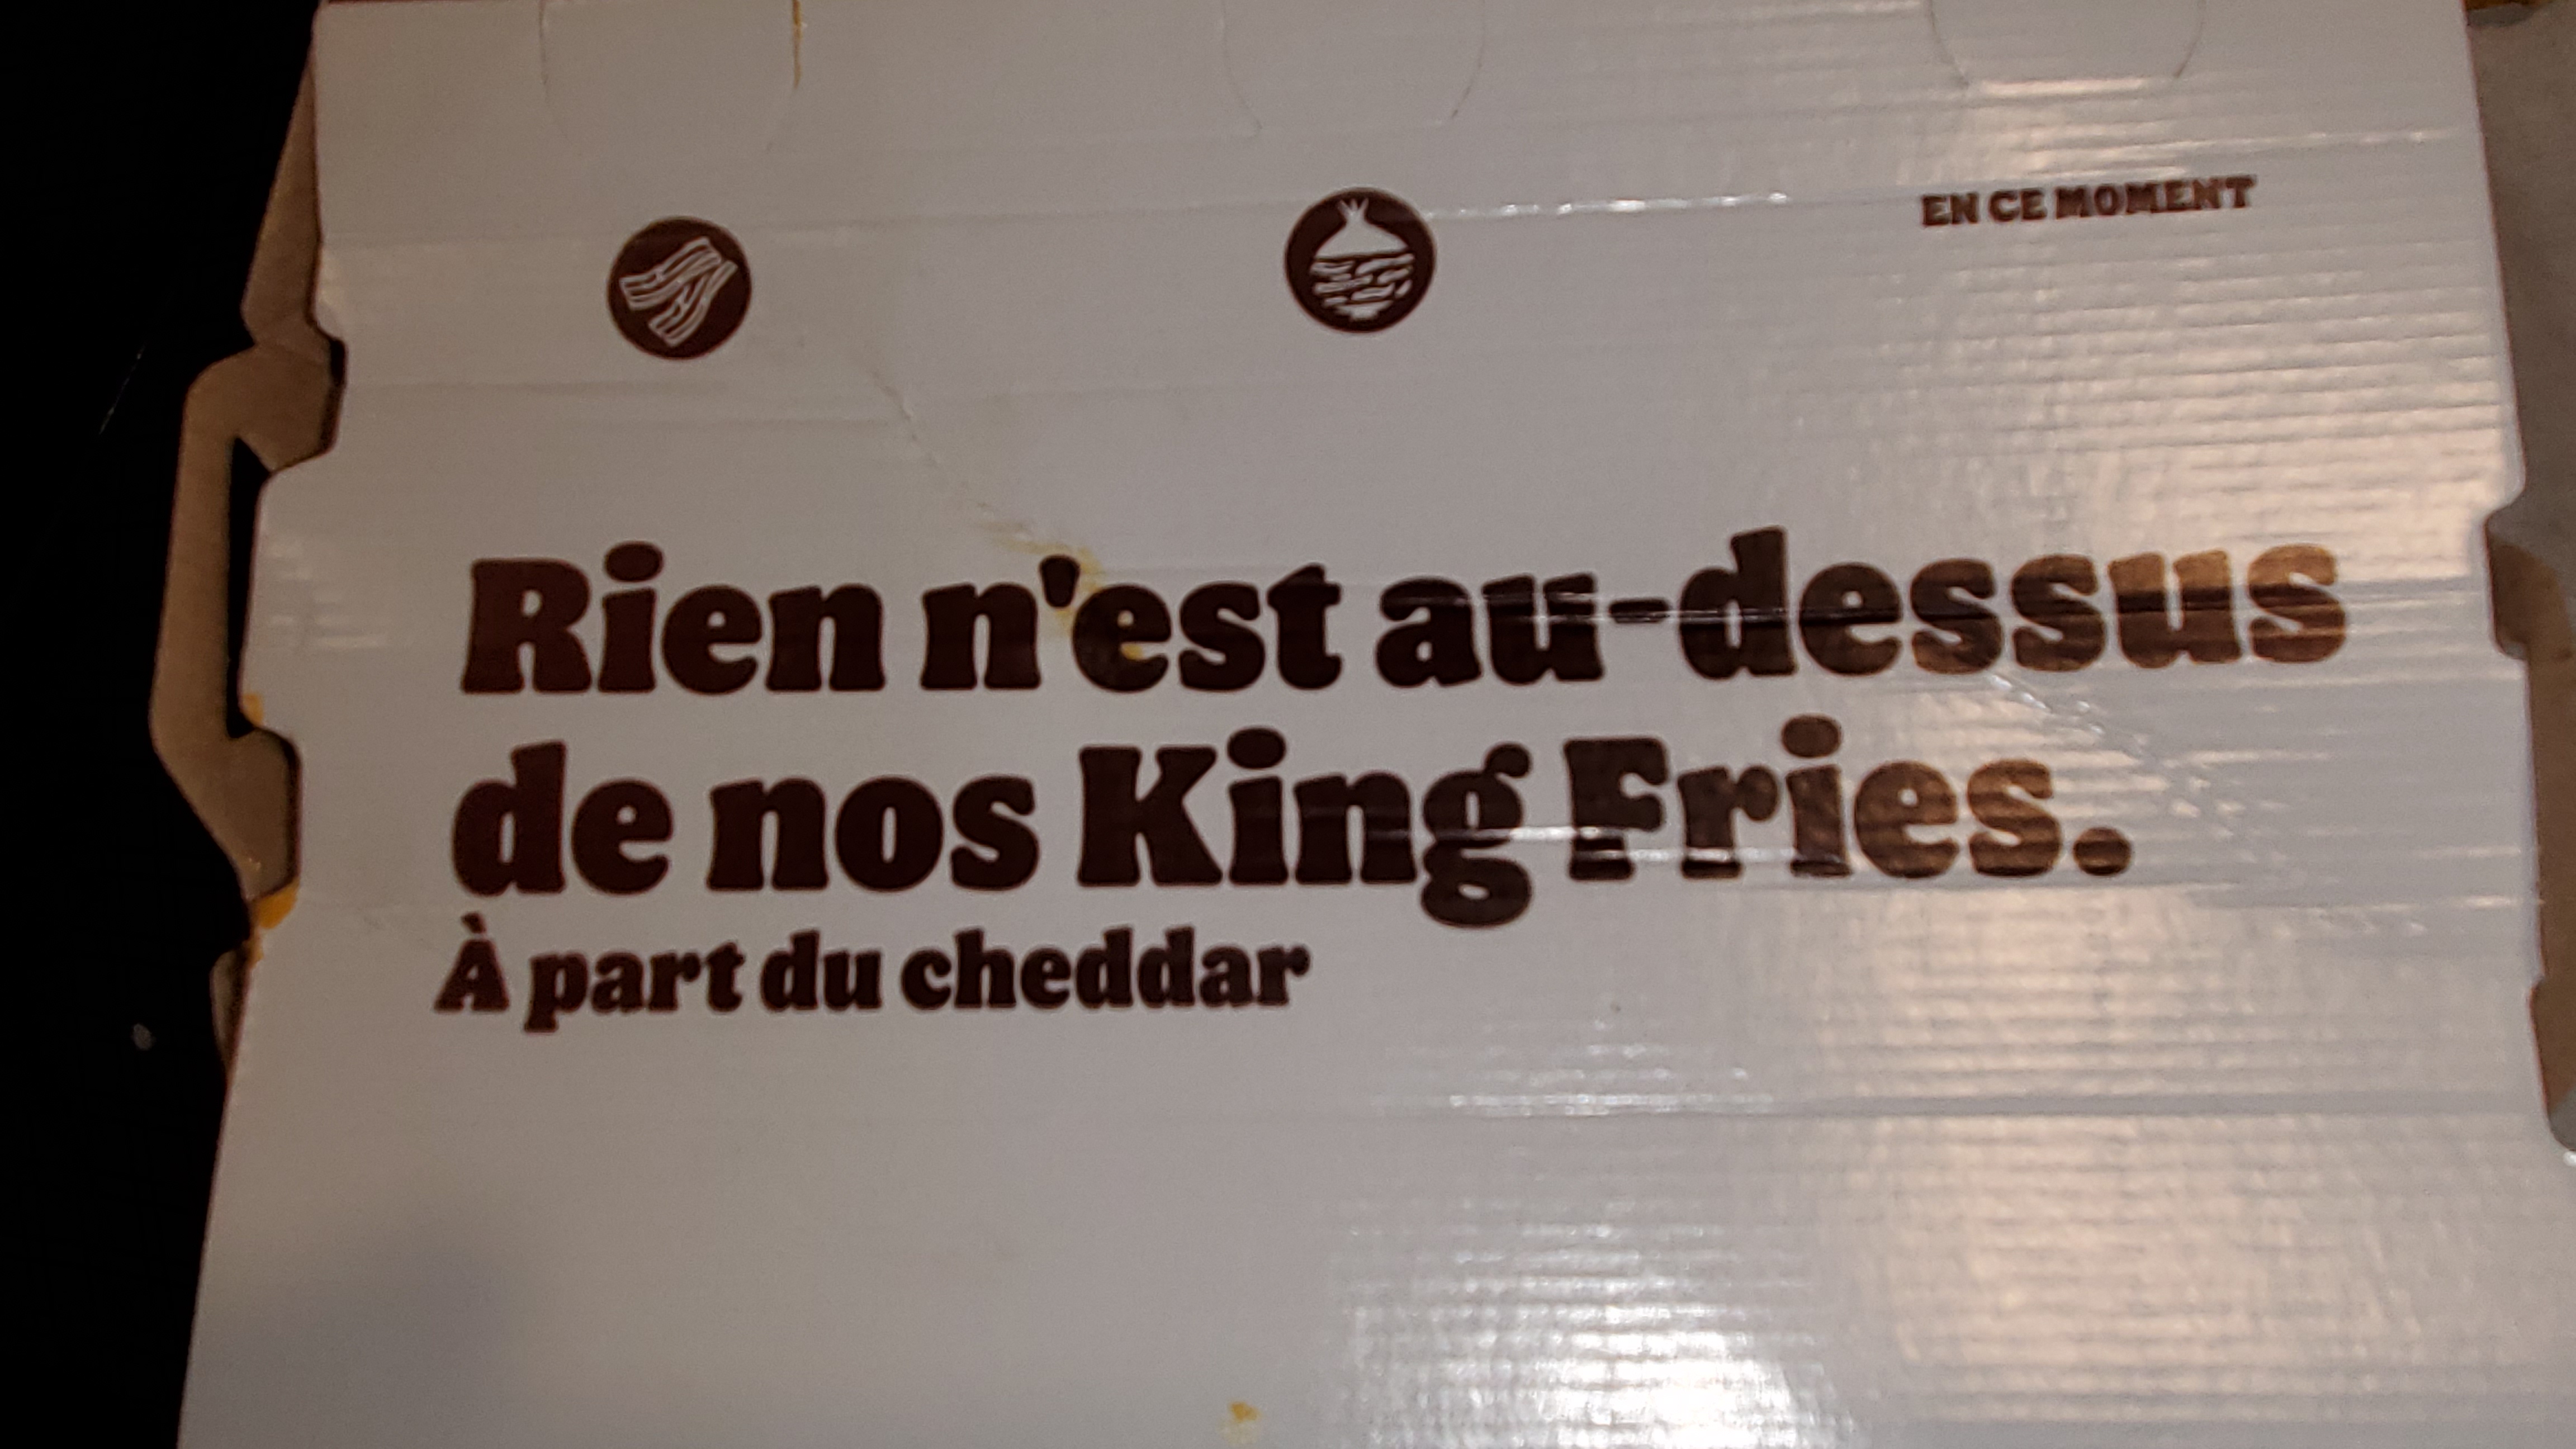 EN CE MOMENT
Rien n'est au-dessus
de nos King Fries.
À part du cheddar